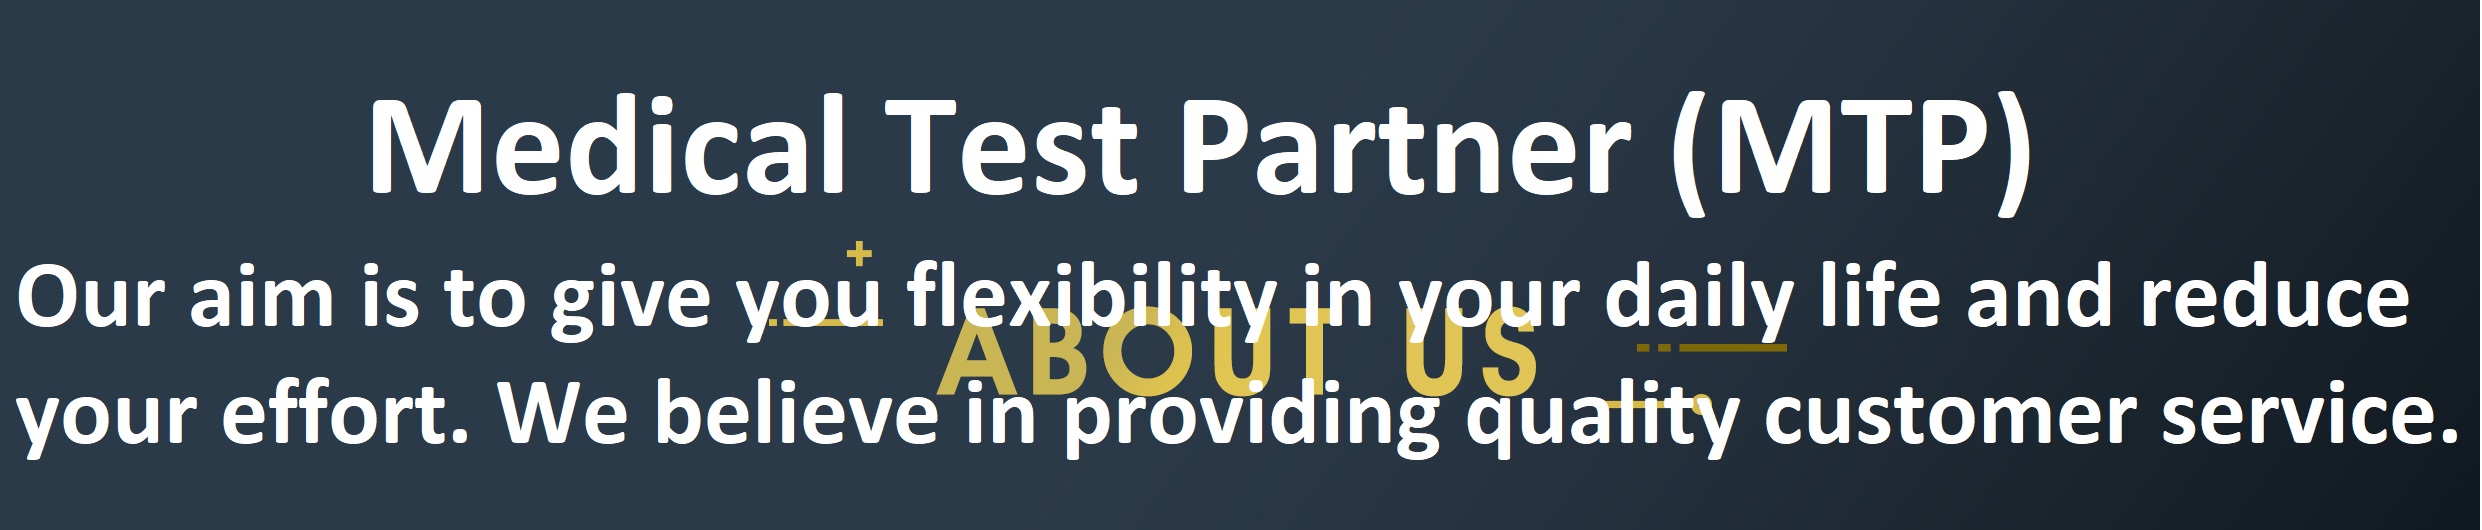 Medical Test Partner (MTP)
Our aim is to give you flexibility in your daily life and reduce
ABOUT US
your effort. We believe in providing quality customer service.